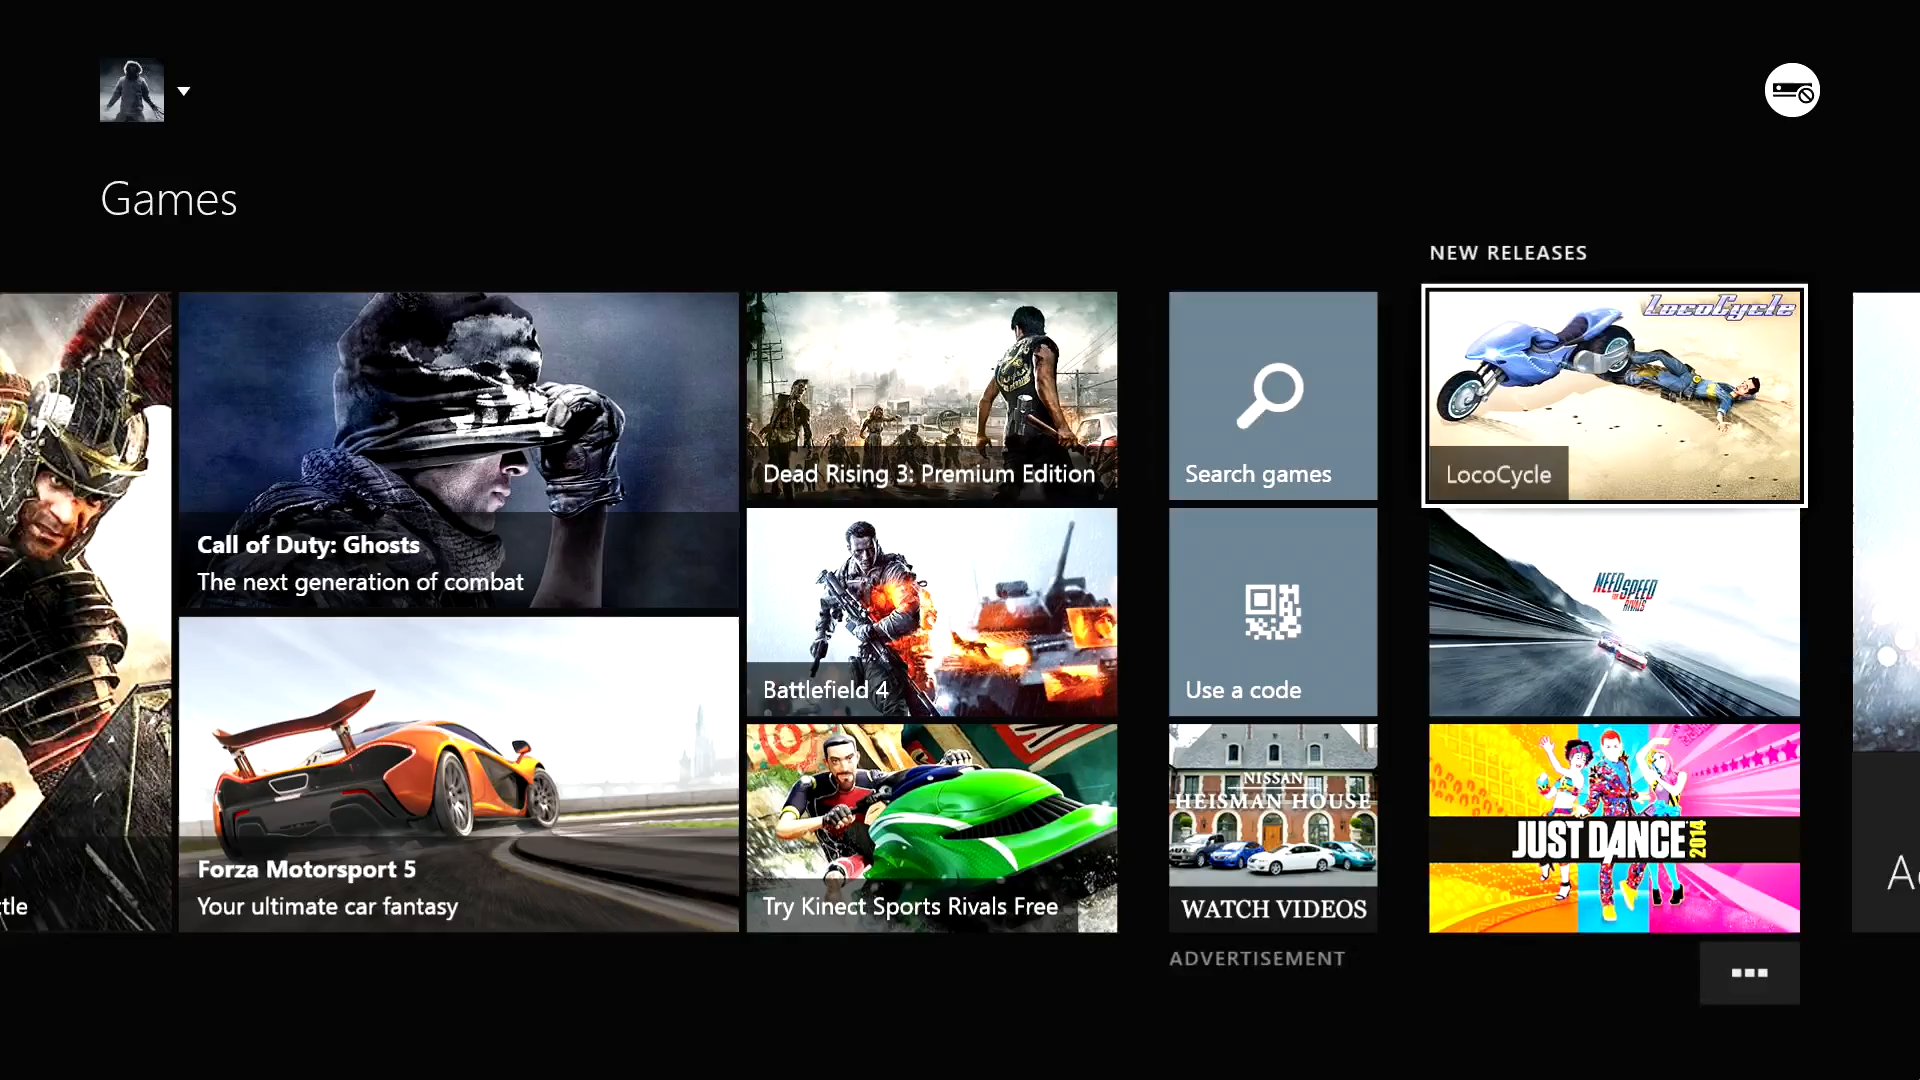 Games
NEW RELEASES
LocoCycle
LocoCycle
Dead Rising 3: Premium Edition
Search games
Call of Duty: Ghosts
The next generation of combat
NEED FOR SPEED
RIVALS
Battlefield 4
Use a code
NISSAN
HEISMAN HOUSE
JUST DANCE 2014
Forza Motorsport 5
Your ultimate car fantasy
Try Kinect Sports Rivals Free
WATCH VIDEOS
ADVERTISEMENT